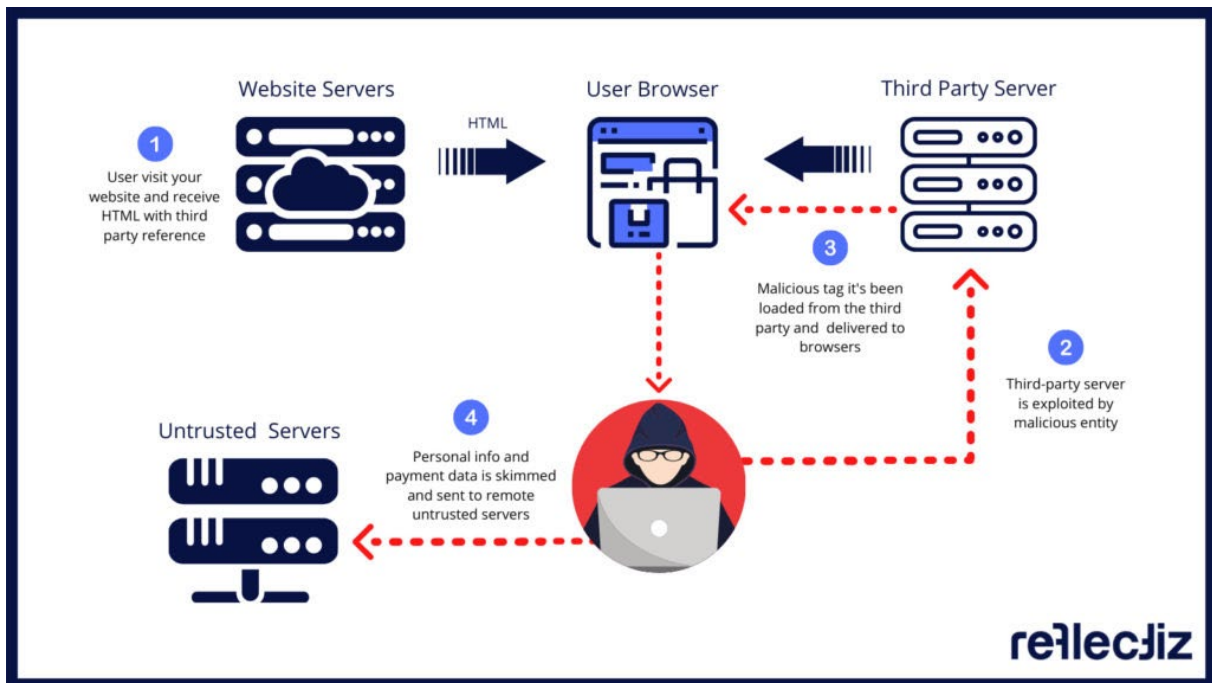 Website Servers
User Browser
Third Party Server
HTML
1
User visit your
website and receive
HTML with third
party reference
3
Malicious tag it's been
loaded from the third
party and delivered to
browsers
2
Third-party server
is exploited by
malicious entity
Untrusted Servers
4
Personal info and
payment data is skimmed
and sent to remote
untrusted servers
reflectiz